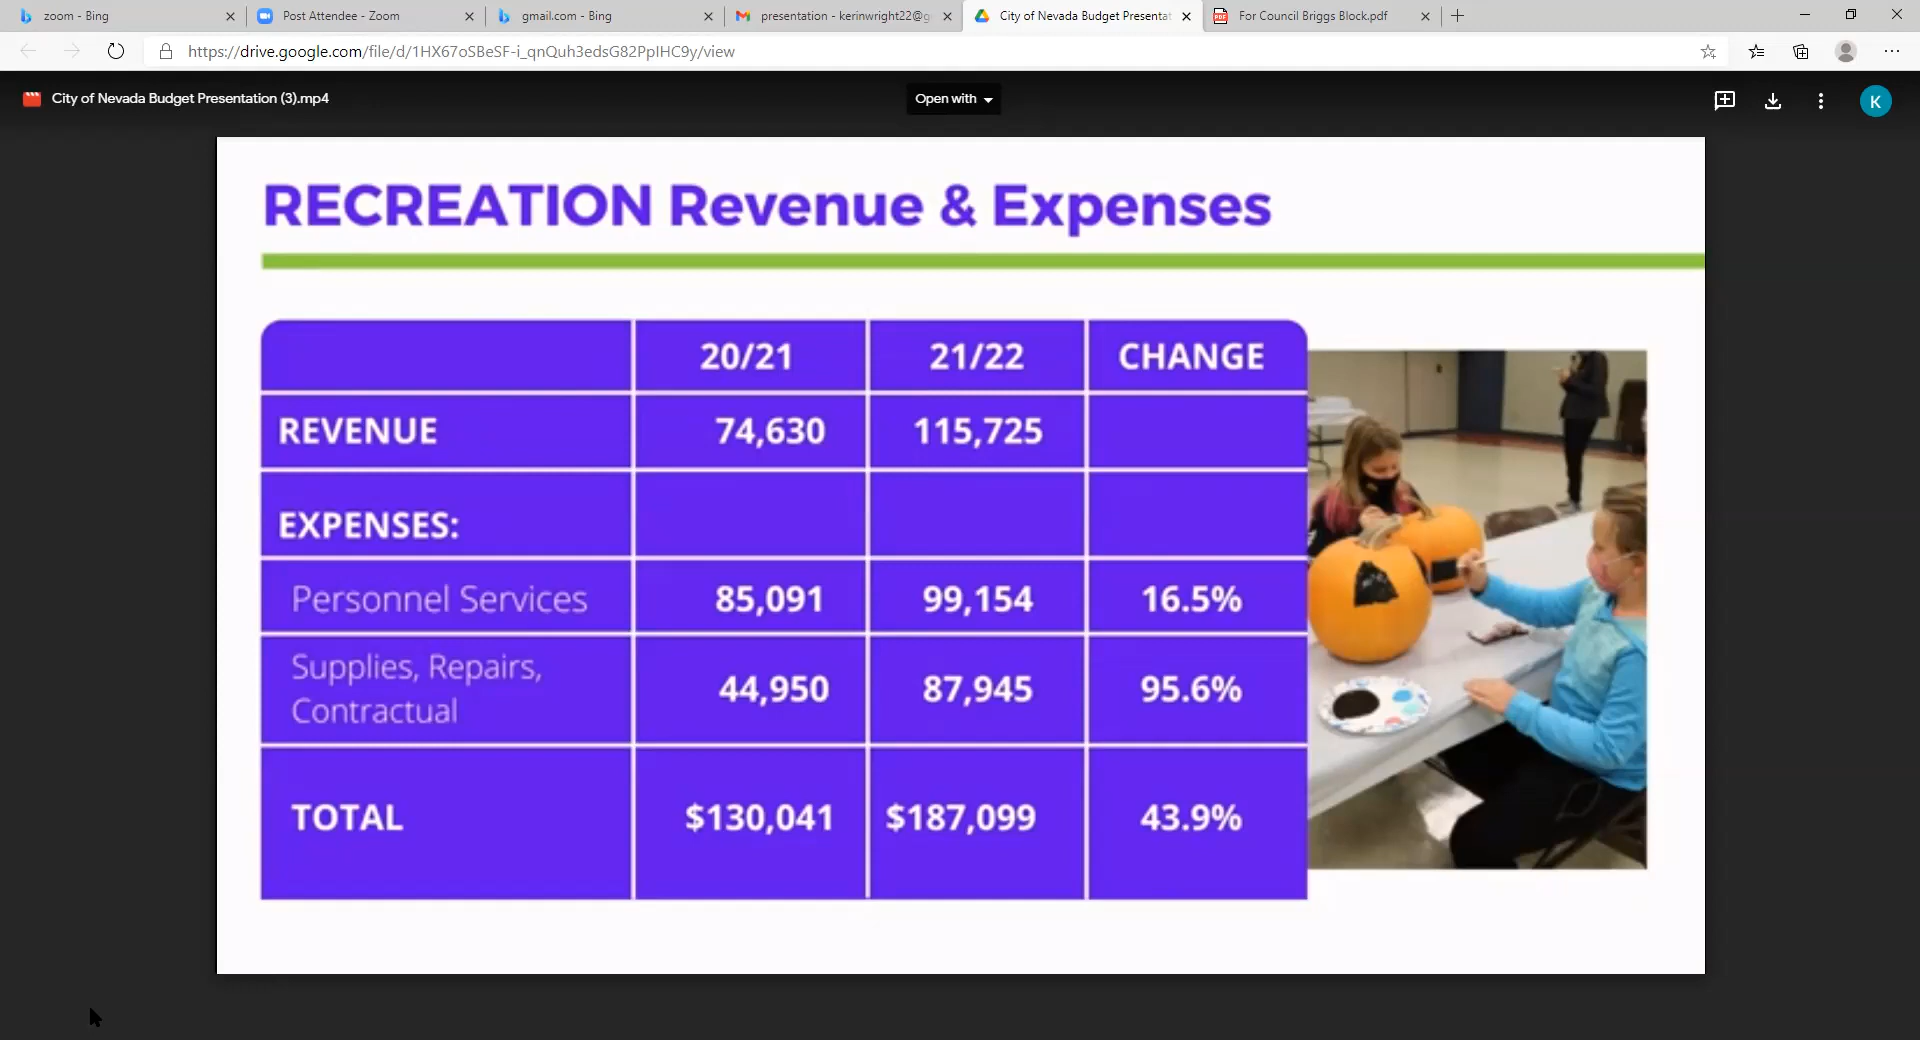 zoom - Bing
Post Attendee - Zoom
gmail.com - Bing
presentation - kerinwright22@g
City of Nevada Budget Presentat
For Council Briggs Block.pdf
https://drive.google.com/file/d/1HX67oSBeSF-i_qnQuh3edsG82PpIHC9y/view
City of Nevada Budget Presentation (3).mp4
Open with
K
RECREATION Revenue & Expenses
20/21 21/22 CHANGE
REVENUE 74,630 115,725
EXPENSES:
Personnel Services 85,091 99,154 16.5%
Supplies, Repairs,
Contractual 44,950 87,945 95.6%
TOTAL $130,041 $187,099 43.9%